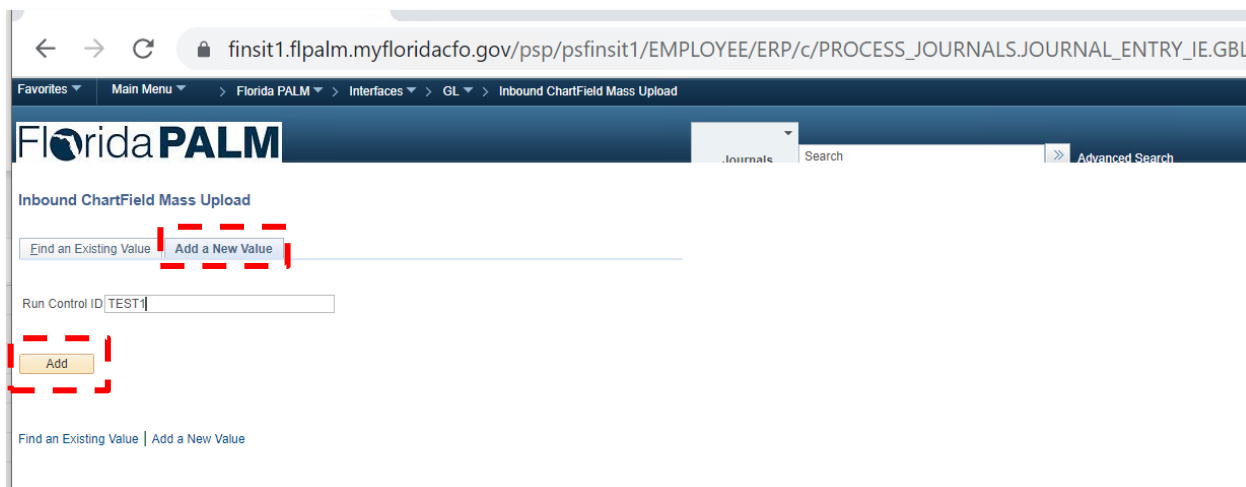 finsit1.flpalm.myfloridacfo.gov/psp/psfinsit1/EMPLOYEE/ERP/c/PROCESS_JOURNALS.JOURNAL_ENTRY_IE.GBL
Favorites Main Menu > Florida PALM > Interfaces > GL > Inbound ChartField Mass Upload
Florida PALM
Journals Search » Advanced Search
Inbound ChartField Mass Upload
Find an Existing Value Add a New Value
Run Control ID TEST1
Add
Find an Existing Value | Add a New Value